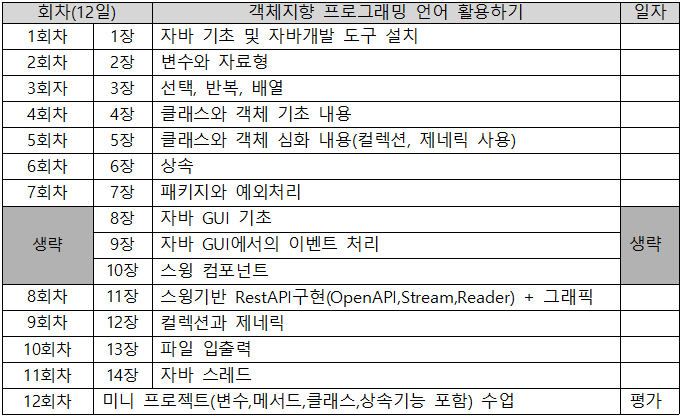 회차(12일) 객체지향 프로그래밍 언어 활용하기 일자
1회차 1장 자바 기초 및 자바개발 도구 설치
2회차 2장 변수와 자료형
3회자 3장 선택, 반복, 배열
4회차 4장 클래스와 객체 기초 내용
5회차 5장 클래스와 객체 심화 내용(컬렉션, 제네릭 사용)
6회차 6장 상속
7회차 7장 패키지와 예외처리
생략 8장 자바 GUI 기초 생략
9장 자바 GUI에서의 이벤트 처리
10장 스윙 컴포넌트
8회차 11장 스윙기반 RestAPI구현(OpenAPI,Stream,Reader) + 그래픽
9회차 12장 컬렉션과 제네릭
10회차 13장 파일 입출력
11회차 14장 자바 스레드
12회차 미니 프로젝트(변수,메서드,클래스,상속기능 포함) 수업 평가